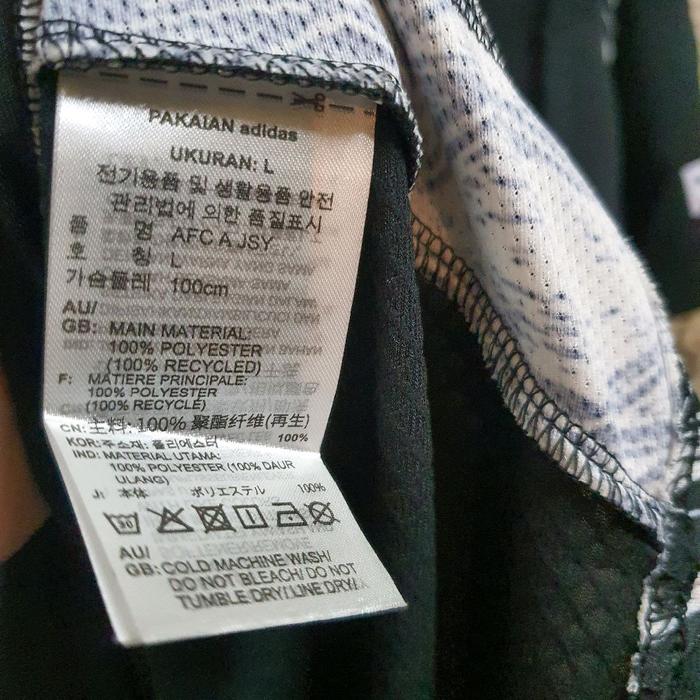 PAKAIAN adidas
UKURAN: L
전기용품 및 생활용품 안전
관리법에 의한 품질표시
품 명 AFC A JSY
호 칭 L
가슴둘레 100cm
AU/
GB: MAIN MATERIAL:
100% POLYESTER
(100% RECYCLED)
F: MATIERE PRINCIPALE:
100% POLYESTER
(100% RECYCLÉ)
CN: 主料: 100% 聚酯纤维(再生)
KOR: 주소재: 폴리에스터 100%
IND: MATERIAL UTAMA:
100% POLYESTER (100% DAUR
ULANG)
J: 本体 ポリエステル 100%
30
AU/
GB: COLD MACHINE WASH/
DO NOT BLEACH/ DO NOT
TUMBLE DRY/ LINE DRY/